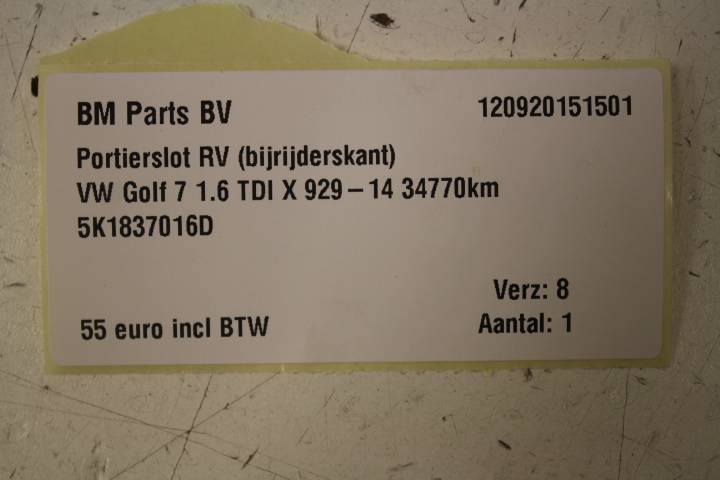 BM Parts BV 120920151501
Portierslot RV (bijrijderskant)
VW Golf 7 1.6 TDI X 929-14 34770km
5K1837016D
Verz: 8
55 euro incl BTW Aantal: 1